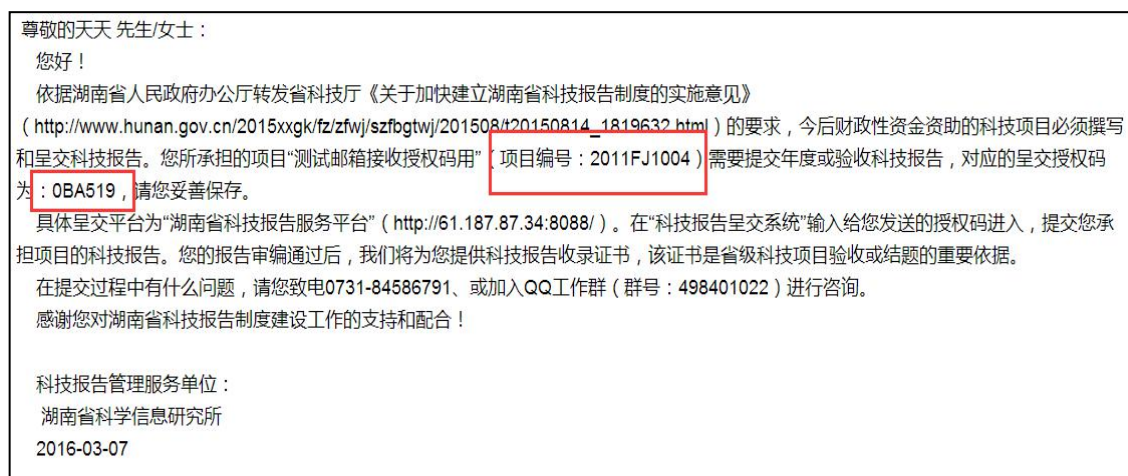 尊敬的天天 先生/女士：
您好！
依据湖南省人民政府办公厅转发省科技厅《关于加快建立湖南省科技报告制度的实施意见》
（http://www.hunan.gov.cn/2015xxgk/fz/zfwj/szfbgtwj/201508/t20150814_1819632.html）的要求，今后财政性资金资助的科技项目必须撰写
和呈交科技报告。您所承担的项目“测试邮箱接收授权码用”（项目编号：2011FJ1004）需要提交年度或验收科技报告，对应的呈交授权码
为：0BA519，请您妥善保存。
具体呈交平台为“湖南省科技报告服务平台”（http://61.187.87.34:8088/）。在“科技报告呈交系统”输入给您发送的授权码进入，提交您承
担项目的科技报告。您的报告审编通过后，我们将为您提供科技报告收录证书，该证书是省级科技项目验收或结题的重要依据。
在提交过程中有什么问题，请您致电0731-84586791、或加入QQ工作群（群号：498401022）进行咨询。
感谢您对湖南省科技报告制度建设工作的支持和配合！
科技报告管理服务单位：
湖南省科学信息研究所
2016-03-07